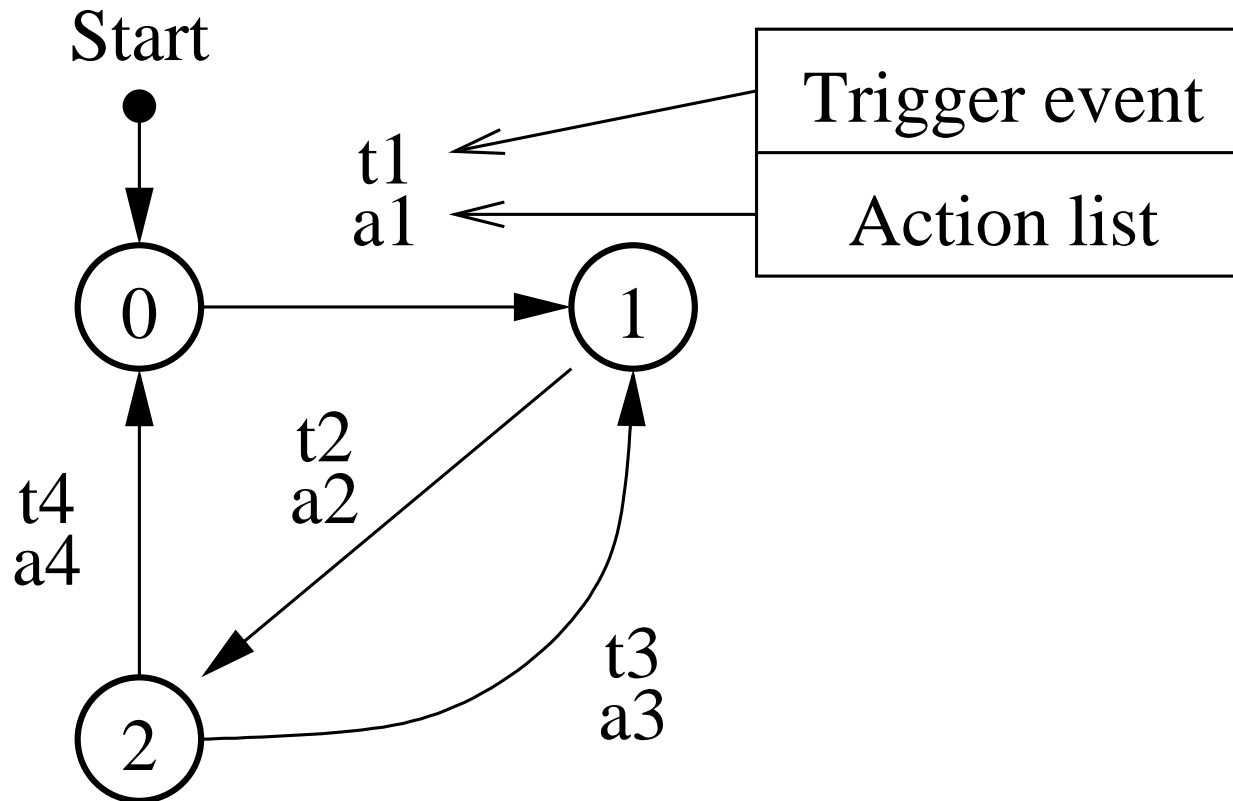 Start
Trigger event
t1
a1
Action list
0
1
t2
a2
t4
a4
t3
a3
2